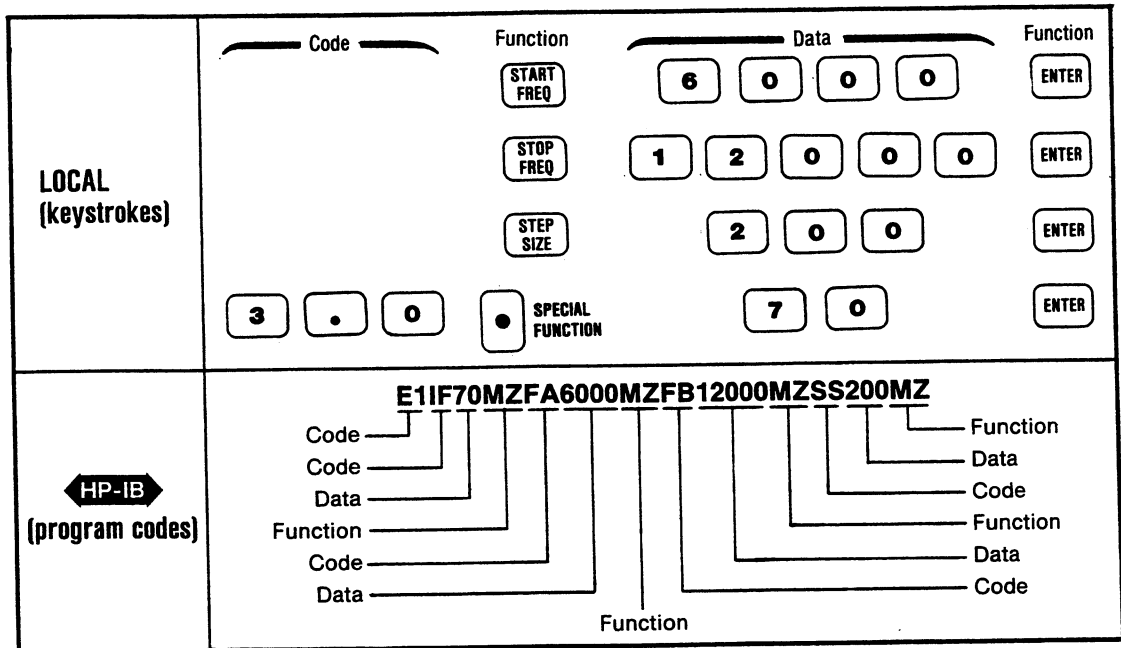 Code Function Data Function
START FREQ 6 0 0 0 ENTER
STOP FREQ 1 2 0 0 0 ENTER
LOCAL
(keystrokes)
STEP SIZE 2 0 0 ENTER
3 . 0 • SPECIAL FUNCTION 7 0 ENTER
E1IF70MZFA6000MZFB12000MZSS200MZ
Code Function
Code Data
Data Code
Function Function
Code Data
Data Code
Function
HP-IB
(program codes)